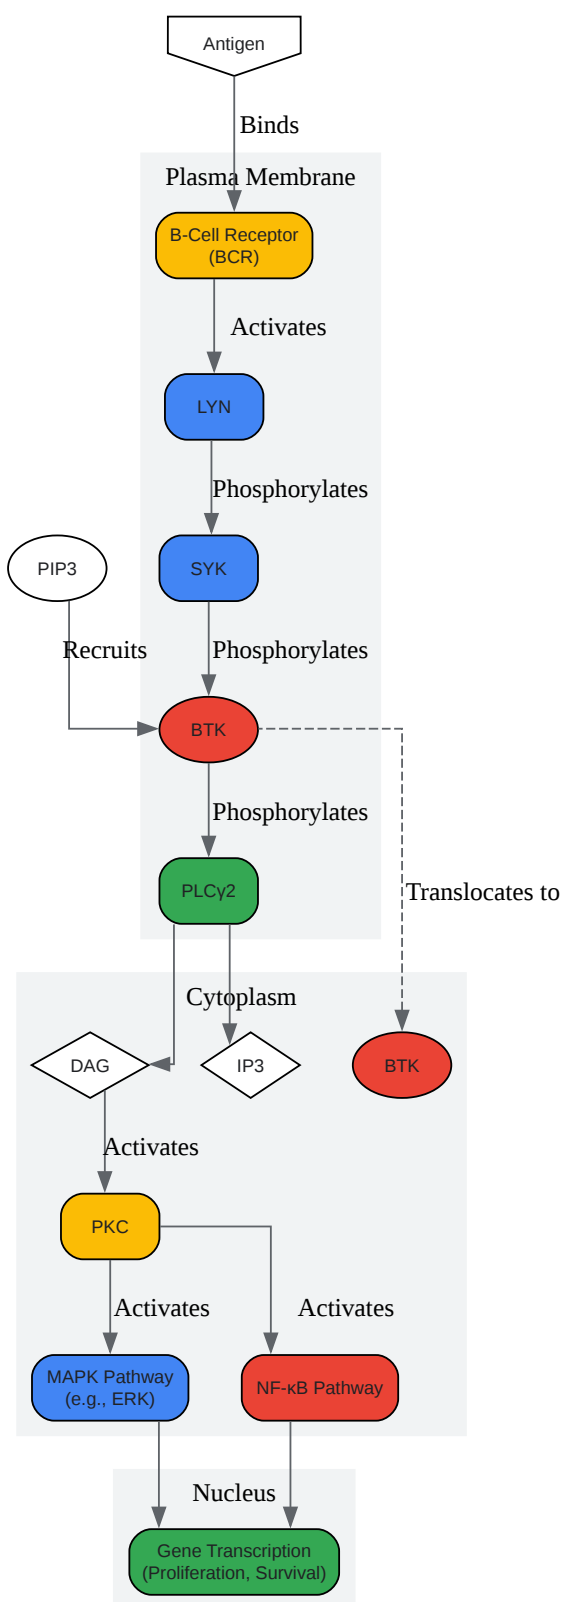 Antigen
Binds
Plasma Membrane
B-Cell Receptor
(BCR)
Activates
LYN
Phosphorylates
SYK
PIP3
Recruits
Phosphorylates
BTK
Phosphorylates
PLCγ2
Translocates to
Cytoplasm
DAG
IP3
BTK
Activates
PKC
Activates
Activates
MAPK Pathway
(e.g., ERK)
NF-κB Pathway
Nucleus
Gene Transcription
(Proliferation, Survival)